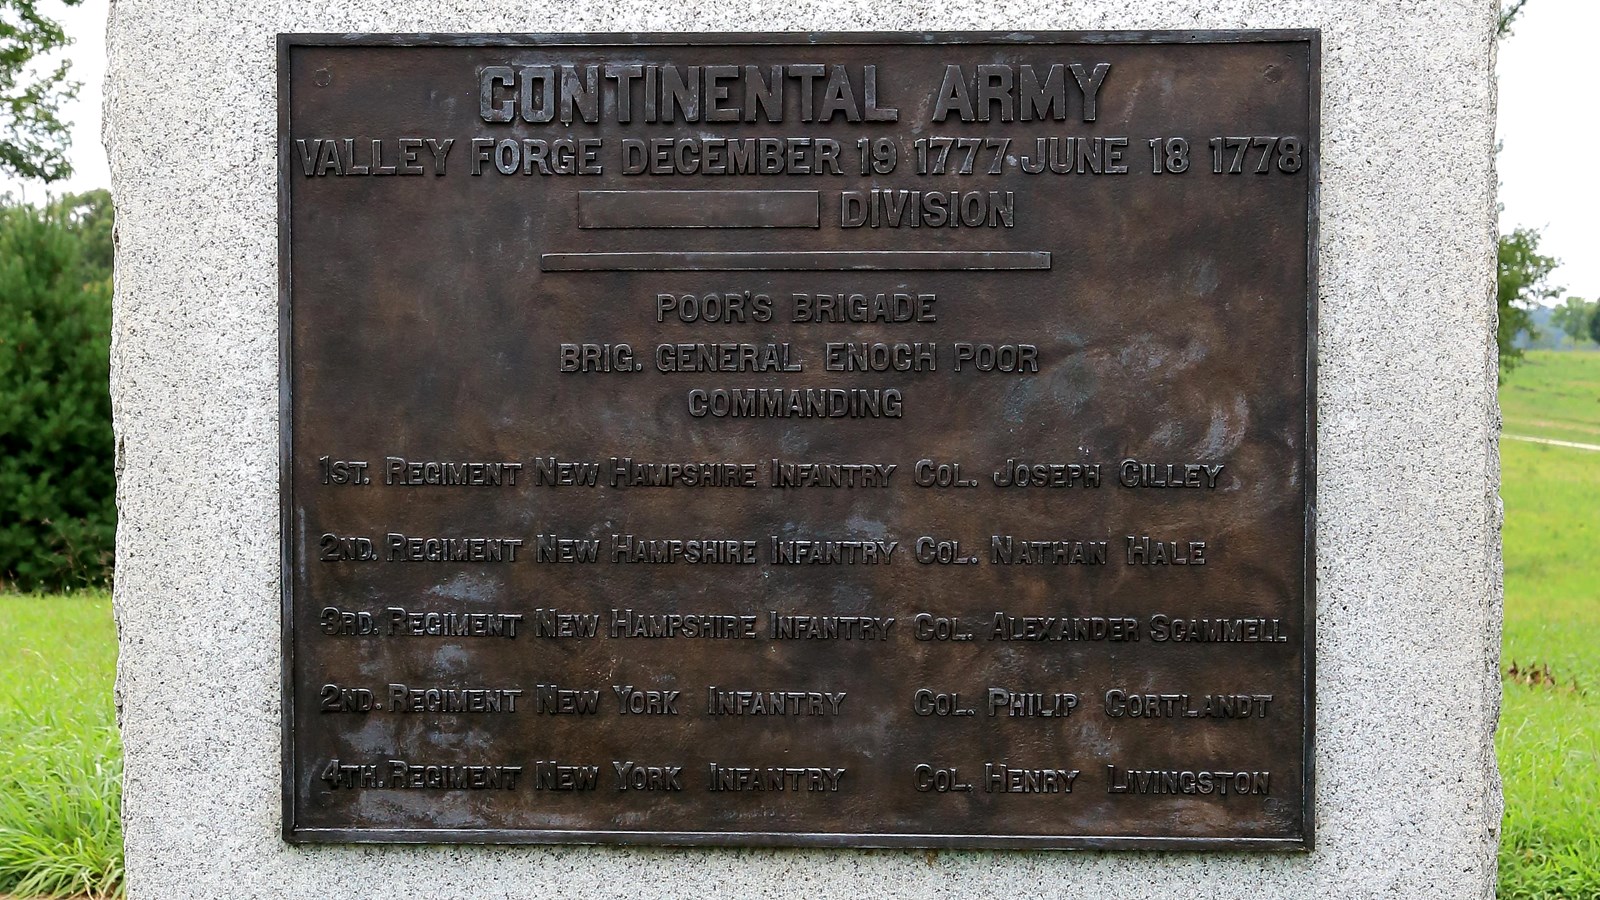 CONTINENTAL ARMY
VALLEY FORGE DECEMBER 19 1777-JUNE 18 1778
DIVISION
POOR'S BRIGADE
BRIG. GENERAL ENOCH POOR
COMMANDING
1ST. REGIMENT NEW HAMPSHIRE INFANTRY COL. JOSEPH CILLEY
2ND. REGIMENT NEW HAMPSHIRE INFANTRY COL. NATHAN HALE
3RD. REGIMENT NEW HAMPSHIRE INFANTRY COL. ALEXANDER SCAMMELL
2ND. REGIMENT NEW YORK INFANTRY COL. PHILIP CORTLANDT
4TH. REGIMENT NEW YORK INFANTRY COL. HENRY LIVINGSTON